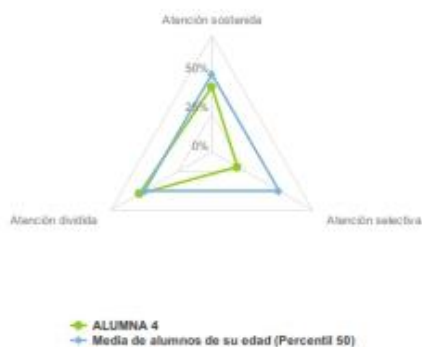 Atención sostenida
50%
25%
0%
Atención dividida
Atención selectiva
ALUMNA 4
Media de alumnos de su edad (Percentil 50)